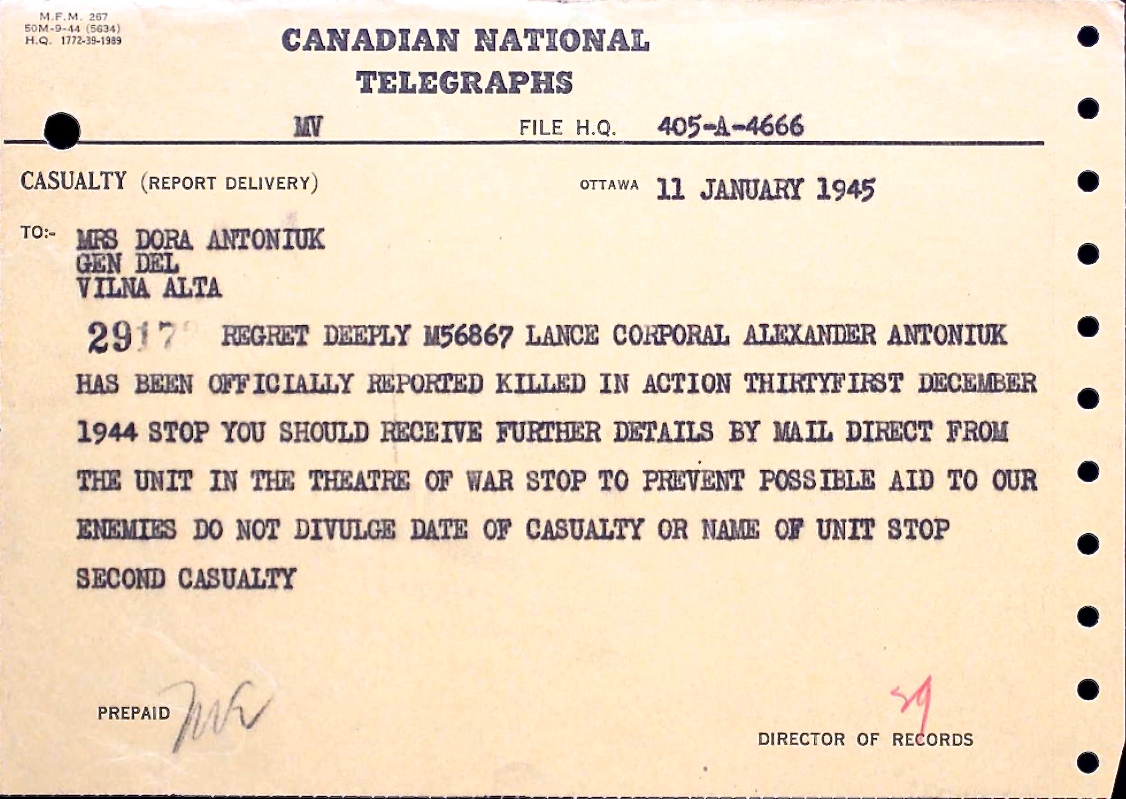 M.F.M. 267
50M-9-44 (5634)
H.Q. 1772-39-1989
CANADIAN NATIONAL
TELEGRAPHS
MV FILE H.Q. 405-A-4666
CASUALTY (REPORT DELIVERY) OTTAWA 11 JANUARY 1945
TO:- MRS DORA ANTONIUK
GEN DEL
VILNA ALTA
2917 REGRET DEEPLY M56867 LANCE CORPORAL ALEXANDER ANTONIUK
HAS BEEN OFFICIALLY REPORTED KILLED IN ACTION THIRTYFIRST DECEMBER
1944 STOP YOU SHOULD RECEIVE FURTHER DETAILS BY MAIL DIRECT FROM
THE UNIT IN THE THEATRE OF WAR STOP TO PREVENT POSSIBLE AID TO OUR
ENEMIES DO NOT DIVULGE DATE OF CASUALTY OR NAME OF UNIT STOP
SECOND CASUALTY
PREPAID
DIRECTOR OF RECORDS